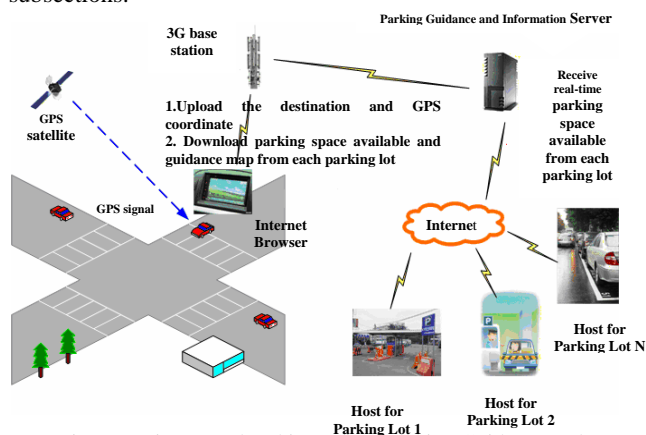 subsections.
Parking Guidance and Information Server
3G base
station
Receive
real-time
parking
space
available
from each
parking lot
1.Upload the destination and GPS
coordinate
2. Download parking space available and
guidance map from each parking lot
GPS
satellite
GPS signal
Internet
Browser
Internet
Host for
Parking Lot N
Host for
Parking Lot 2
Host for
Parking Lot 1